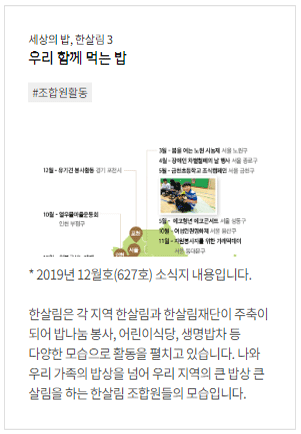 세상의 밥, 한살림 3
우리 함께 먹는 밥
#조합원활동
3월 - 봄을 여는 노원 시농제 서울 노원구
4월 - 장애인 차별철폐의 날 행사 서울 종로구
12월 - 유기견 봉사활동 경기 포천시
5월 - 금천초등학교 조식캠페인 서울 금천구
10월 - 열우물마을운동회
인천 부평구
5월 - 에코청년 에코콘서트 서울 성동구
10월 - 여성인권영화제 서울 용산구
11월 - 자원봉사자를 위한 가래떡데이
서울 동대문구
* 2019년 12월호(627호) 소식지 내용입니다.
한살림은 각 지역 한살림과 한살림재단이 주축이
되어 밥나눔 봉사, 어린이식당, 생명밥차 등
다양한 모습으로 활동을 펼치고 있습니다. 나와
우리 가족의 밥상을 넘어 우리 지역의 큰 밥상 큰
살림을 하는 한살림 조합원들의 모습입니다.